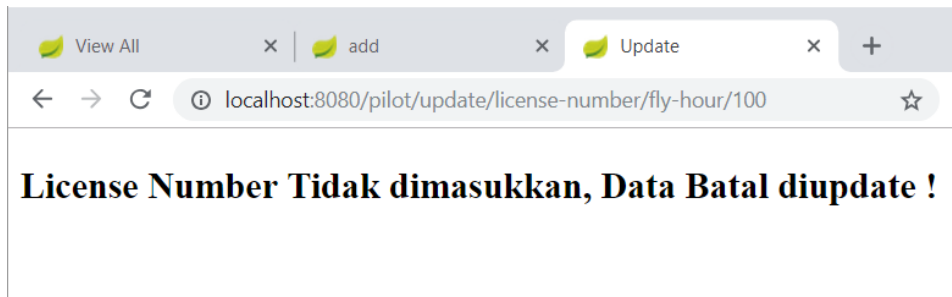 View All
add
Update
localhost:8080/pilot/update/license-number/fly-hour/100
License Number Tidak dimasukkan, Data Batal diupdate !